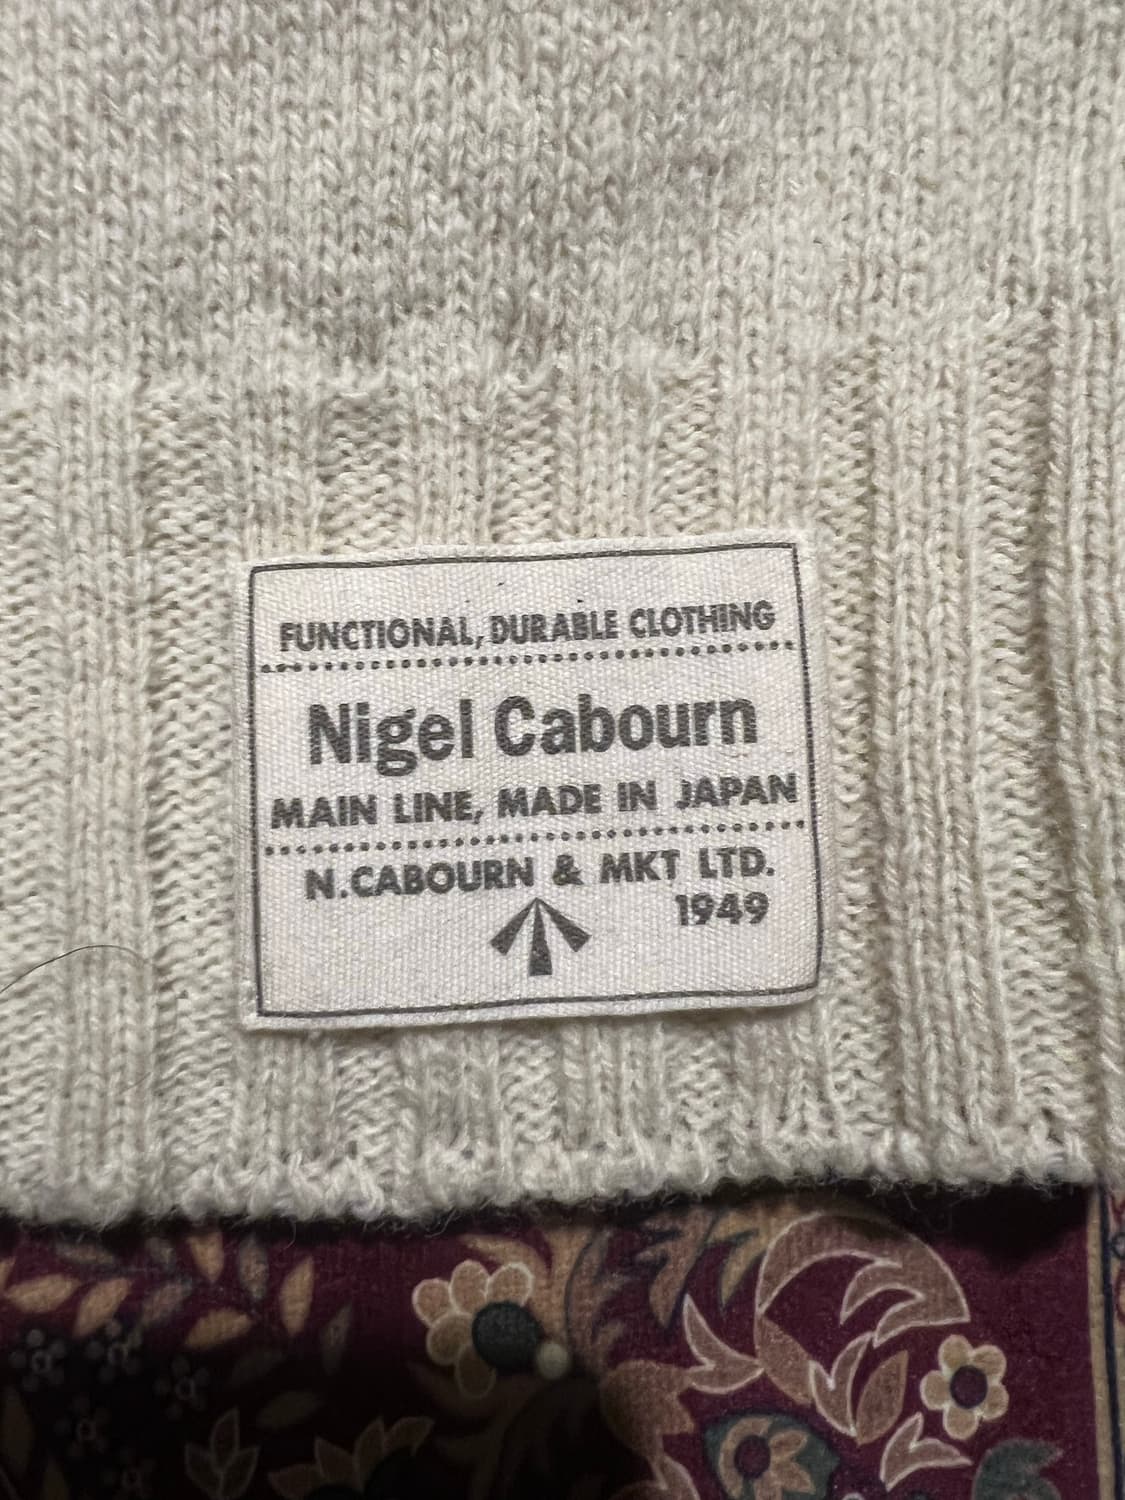 FUNCTIONAL, DURABLE CLOTHING
Nigel Cabourn
MAIN LINE, MADE IN JAPAN
N.CABOURN & MKT LTD.
1949